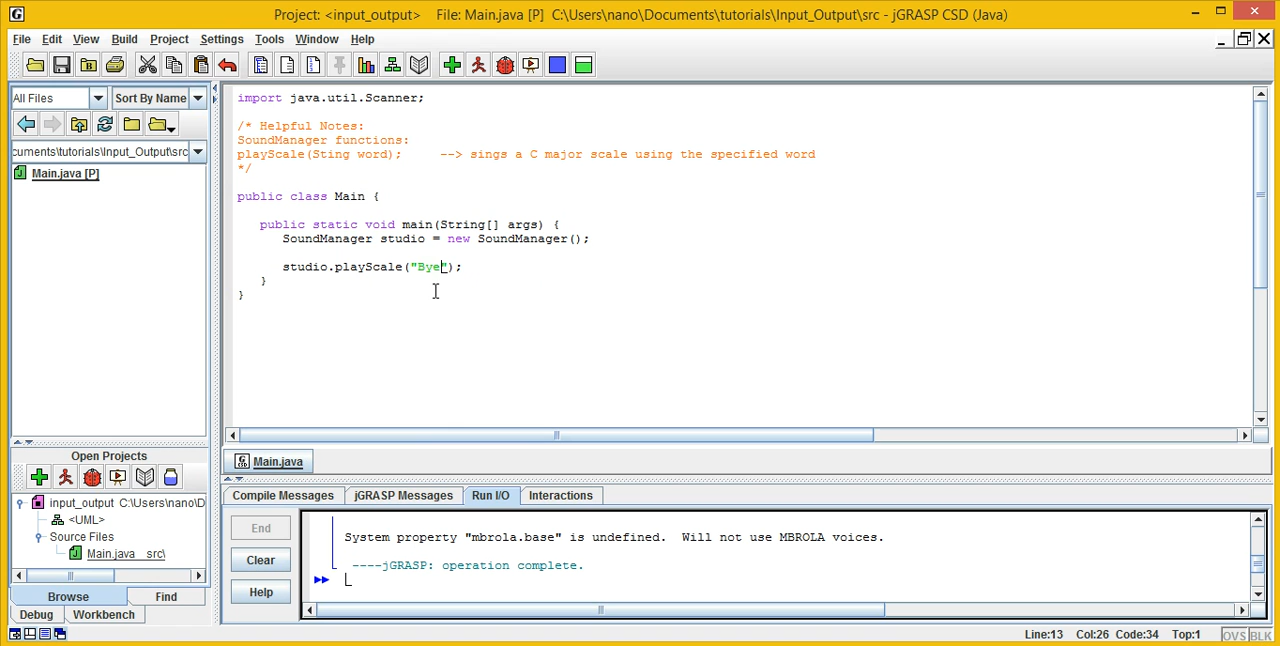 Project: <input_output>    File: Main.java [P]  C:\Users\nano\Documents\tutorials\Input_Output\src - jGRASP CSD (Java)
File  Edit  View  Build  Project  Settings  Tools  Window  Help
All Files  Sort By Name
cuments\tutorials\Input_Output\src
Main.java [P]
import java.util.Scanner;
/* Helpful Notes:
SoundManager functions:
playScale(Sting word);     --> sings a C major scale using the specified word
*/
public class Main {
public static void main(String[] args) {
SoundManager studio = new SoundManager();
studio.playScale("Bye");
}
}
Main.java
Open Projects
input_output  C:\Users\nano\D
<UML>
Source Files
Main.java  src\
Browse  Find
Debug  Workbench
Compile Messages  jGRASP Messages  Run I/O  Interactions
End
Clear
Help
System property "mbrola.base" is undefined.  Will not use MBROLA voices.
----jGRASP: operation complete.
Line:13  Col:26  Code:34  Top:1  OVS BLK